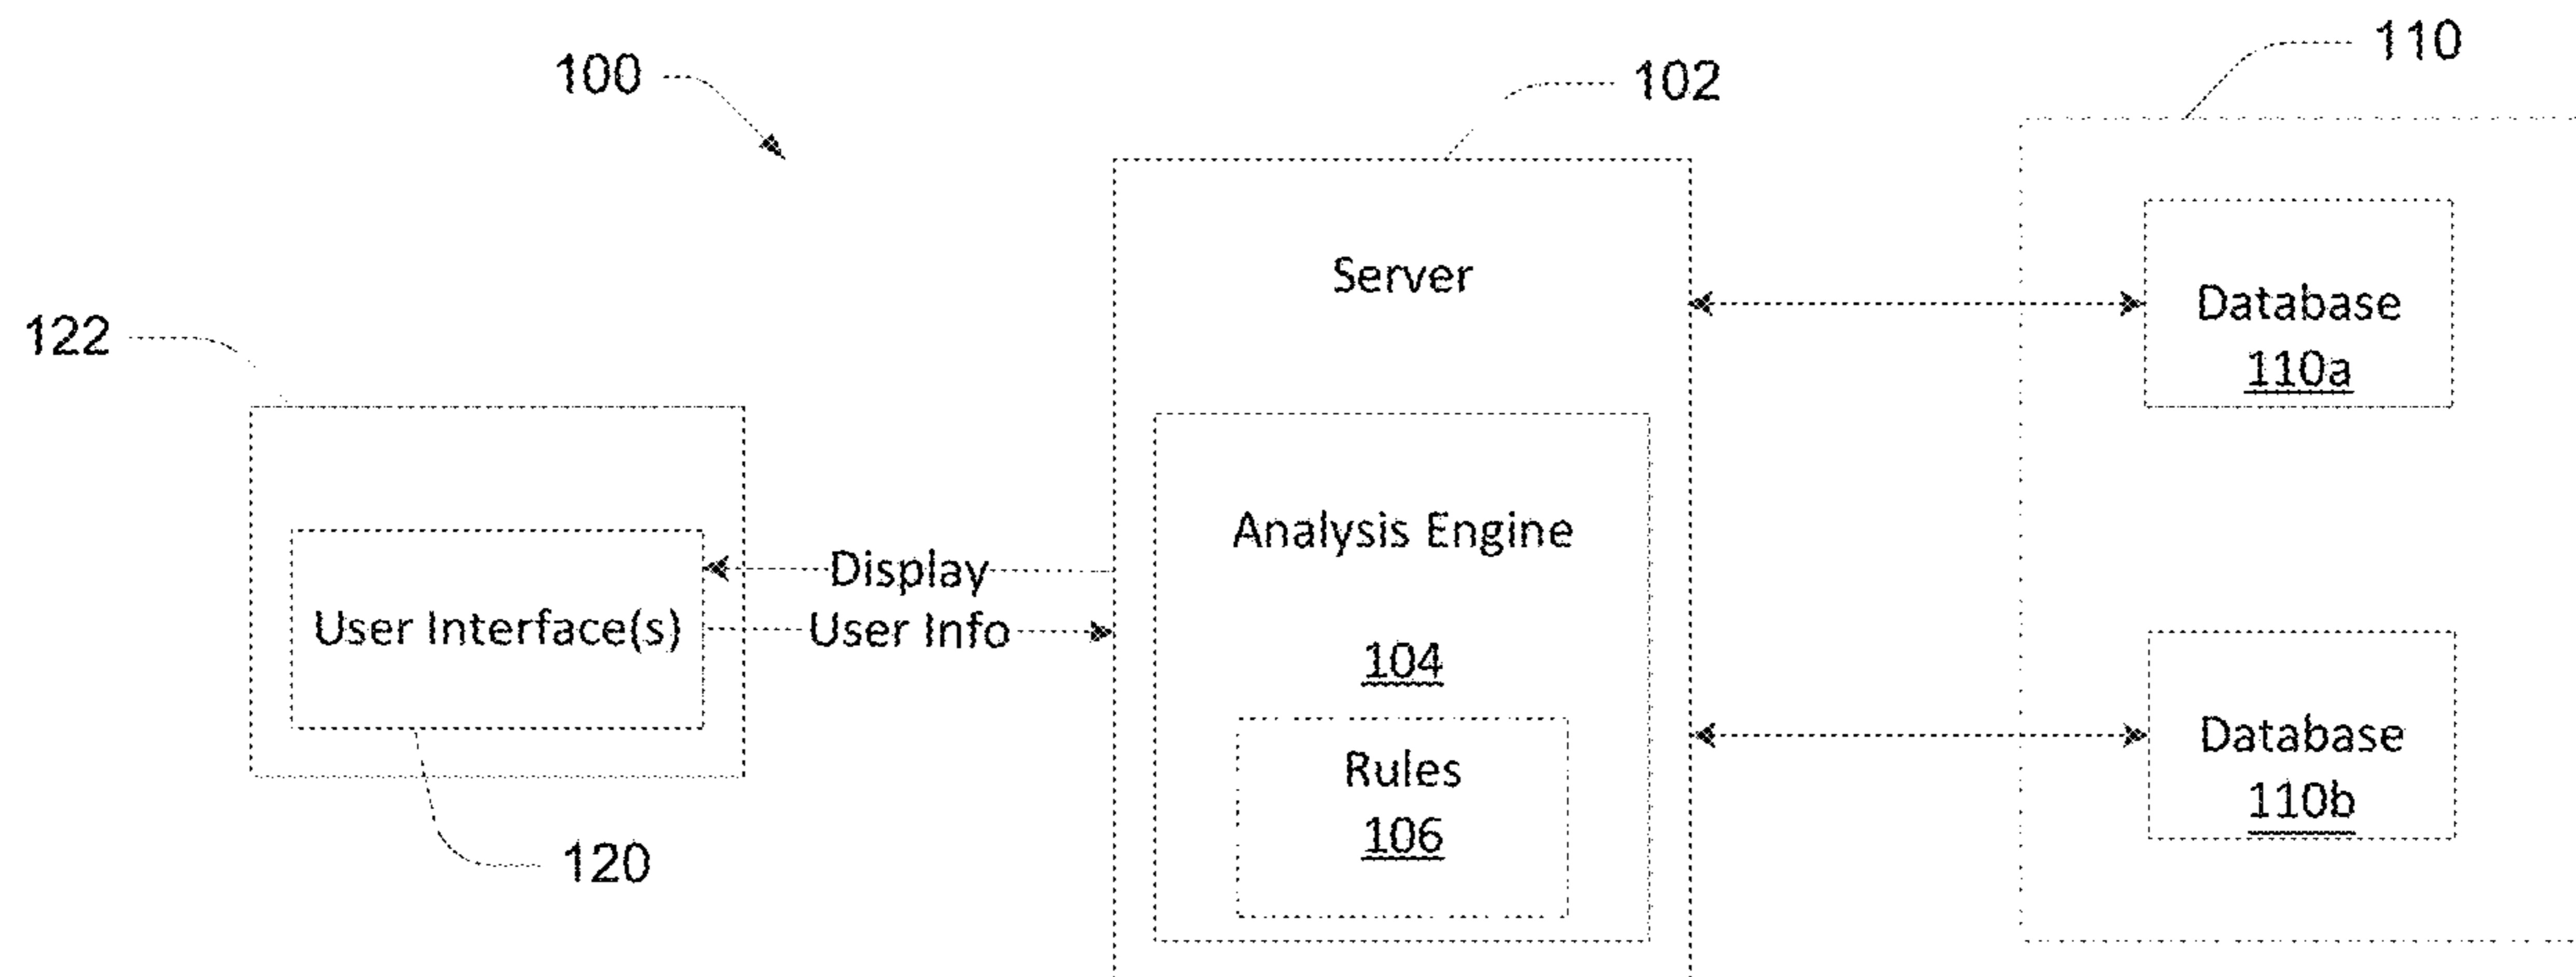 110
100
102
Server
Database
110a
122
Analysis Engine
Display
User Interface(s)
User Info
104
Rules
106
Database
110b
120